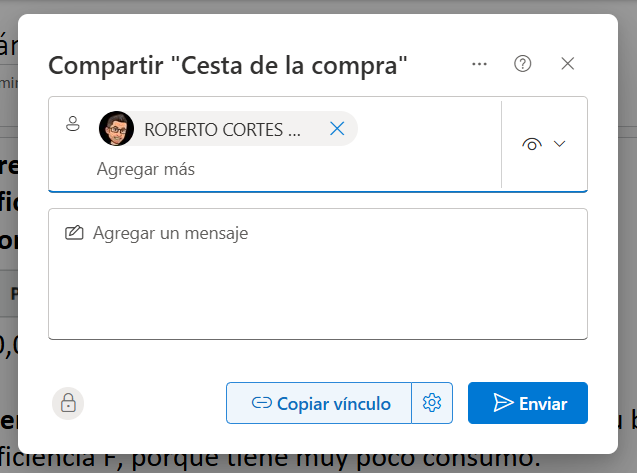 Compartir "Cesta de la compra"
ROBERTO CORTES ...
Agregar más
Agregar un mensaje
Copiar vínculo
Enviar
ficiencia F, porque tiene muy poco consumo.